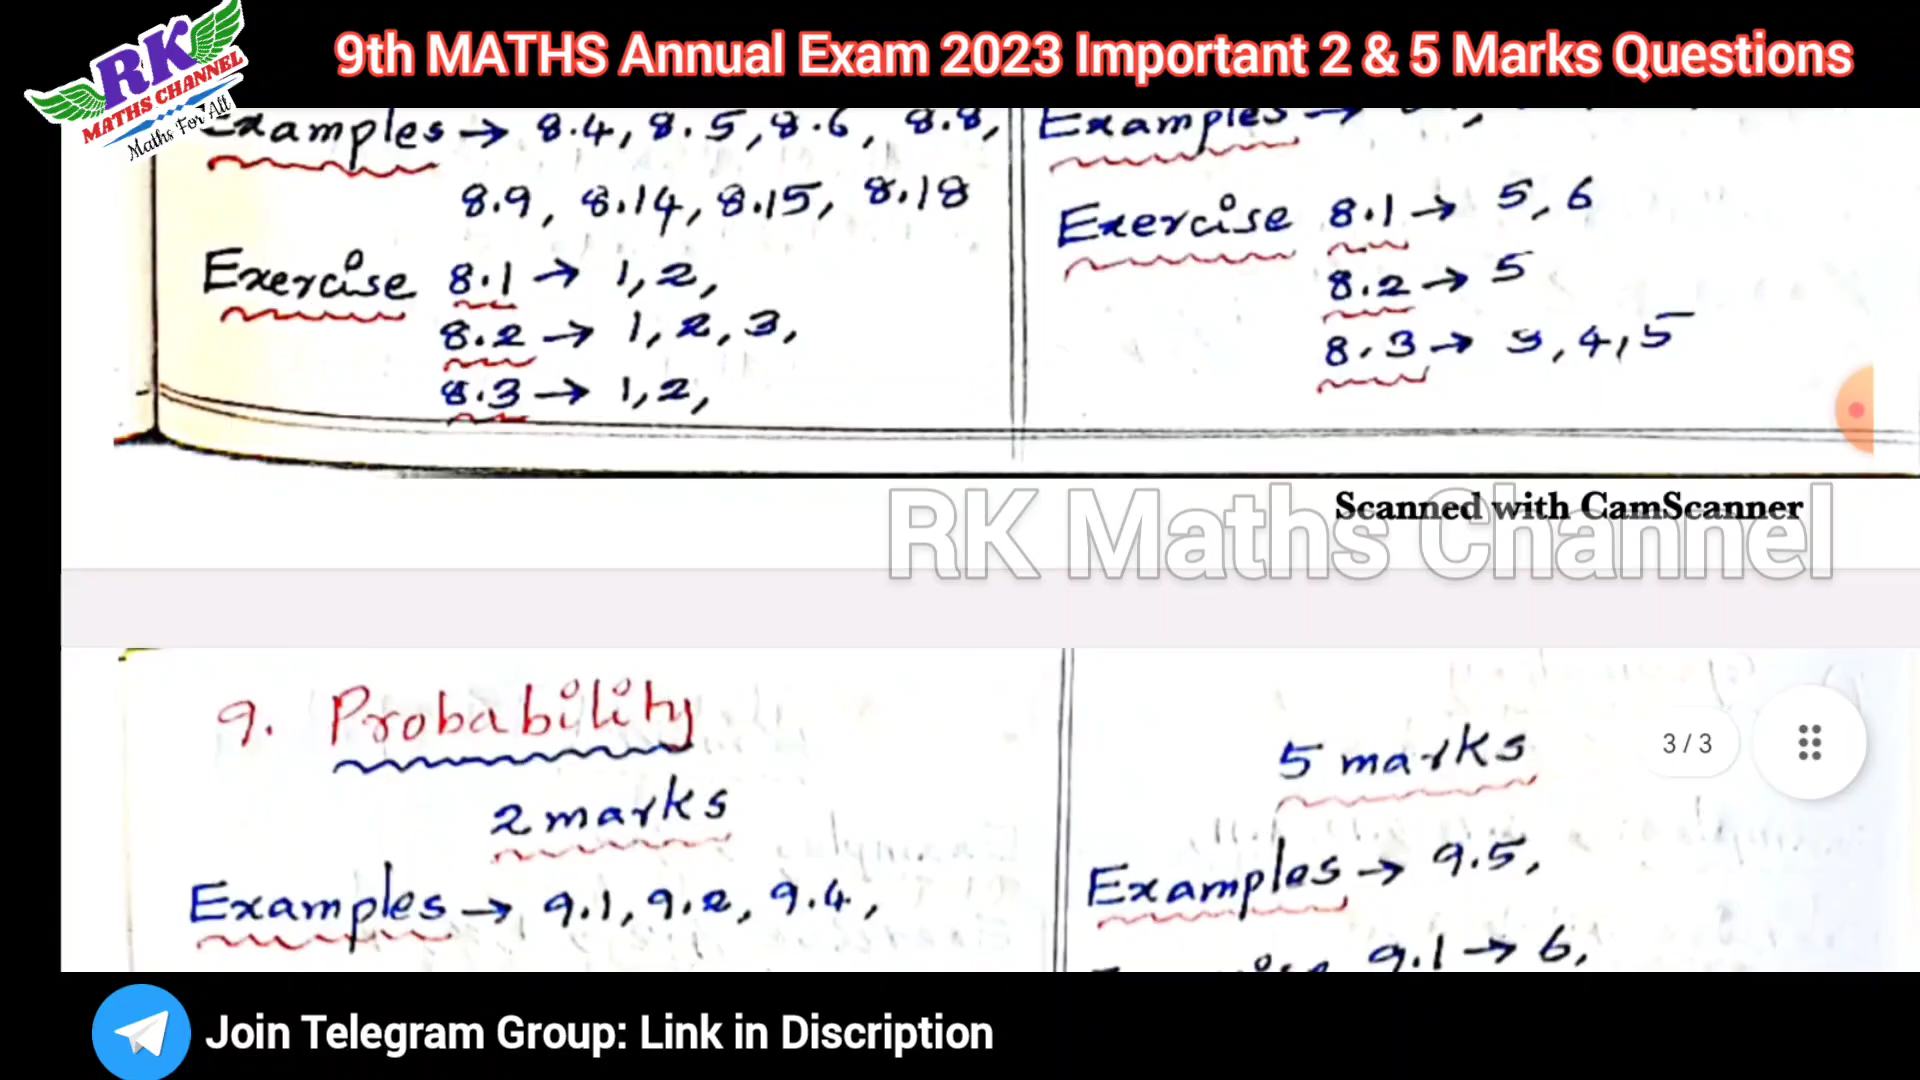 RK
MATHS CHANNEL
Maths For All
9th MATHS Annual Exam 2023 Important 2 & 5 Marks Questions
Examples → 8.4, 8.5, 8.6, 8.8,
8.9, 8.14, 8.15, 8.18
Exercise 8.1 → 1, 2,
8.2 → 1, 2, 3,
8.3 → 1, 2,
Examples →
Exercise 8.1 → 5, 6
8.2 → 5
8.3 → 3, 4, 5
Scanned with CamScanner
RK Maths Channel
9. Probability
2 marks
Examples → 9.1, 9.2, 9.4,
5 marks
3 / 3
Examples → 9.5,
9.1 → 6,
Join Telegram Group: Link in Discription